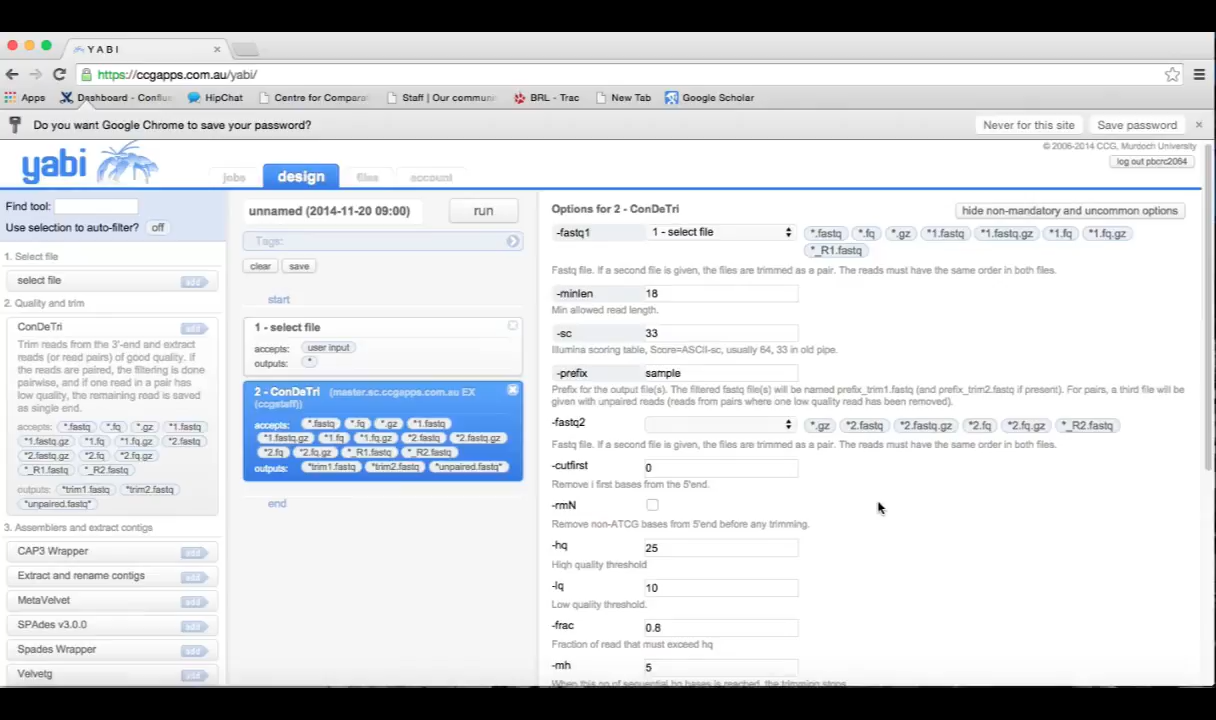 Y A B I
https://ccgapps.com.au/yabi/
Apps
Dashboard - Conflu
HipChat
Centre for Compara
Staff | Our commun
BRL - Trac
New Tab
Google Scholar
Do you want Google Chrome to save your password?
Never for this site
Save password
© 2006-2014 CCG, Murdoch University
yabi
jobs
design
files
account
log out pbcrc2064
Find tool:
Use selection to auto-filter? off
1. Select file
select file add
2. Quality and trim
ConDeTri add
Trim reads from the 3'-end and extract
reads (or read pairs) of good quality. If
the reads are paired, the filtering is done
pairwise, and if one read in a pair has
low quality, the remaining read is saved
as single end.
accepts: *.fastq *.fq *.gz *1.fastq
*1.fastq.gz *1.fq *1.fq.gz *2.fastq
*2.fastq.gz *2.fq *2.fq.gz
*_R1.fastq *_R2.fastq
outputs: *trim1.fastq *trim2.fastq
*unpaired.fastq*
3. Assemblers and extract contigs
CAP3 Wrapper add
Extract and rename contigs add
MetaVelvet add
SPAdes v3.0.0 add
Spades Wrapper add
Velvetg add
unnamed (2014-11-20 09:00)
run
Tags:
clear
save
start
1 - select file
accepts: user input
outputs: *
2 - ConDeTri (master.sc.ccgapps.com.au EX
(ccgstaff))
accepts: *.fastq *.fq *.gz *1.fastq
*1.fastq.gz *1.fq *1.fq.gz *2.fastq *2.fastq.gz
*2.fq *2.fq.gz *_R1.fastq *_R2.fastq
outputs: *trim1.fastq *trim2.fastq *unpaired.fastq*
end
Options for 2 - ConDeTri
hide non-mandatory and uncommon options
-fastq1 1 - select file *.fastq *.fq *.gz *1.fastq *1.fastq.gz *1.fq *1.fq.gz
*_R1.fastq
Fastq file. If a second file is given, the files are trimmed as a pair. The reads must have the same order in both files.
-minlen 18
Min allowed read length.
-sc 33
Illumina scoring table, Score=ASCII-sc, usually 64, 33 in old pipe.
-prefix sample
Prefix for the output file(s). The filtered fastq file(s) will be named prefix_trim1.fastq (and prefix_trim2.fastq if present). For pairs, a third file will be
given with unpaired reads (reads from pairs where one low quality read has been removed).
-fastq2 *.gz *2.fastq *2.fastq.gz *2.fq *2.fq.gz *_R2.fastq
Fastq file. If a second file is given, the files are trimmed as a pair. The reads must have the same order in both files.
-cutfirst 0
Remove i first bases from the 5'end.
-rmN
Remove non-ATCG bases from 5'end before any trimming.
-hq 25
High quality threshold
-lq 10
Low quality threshold.
-frac 0.8
Fraction of read that must exceed hq
-mh 5
When this no of sequential hq bases is reached, the trimming stops